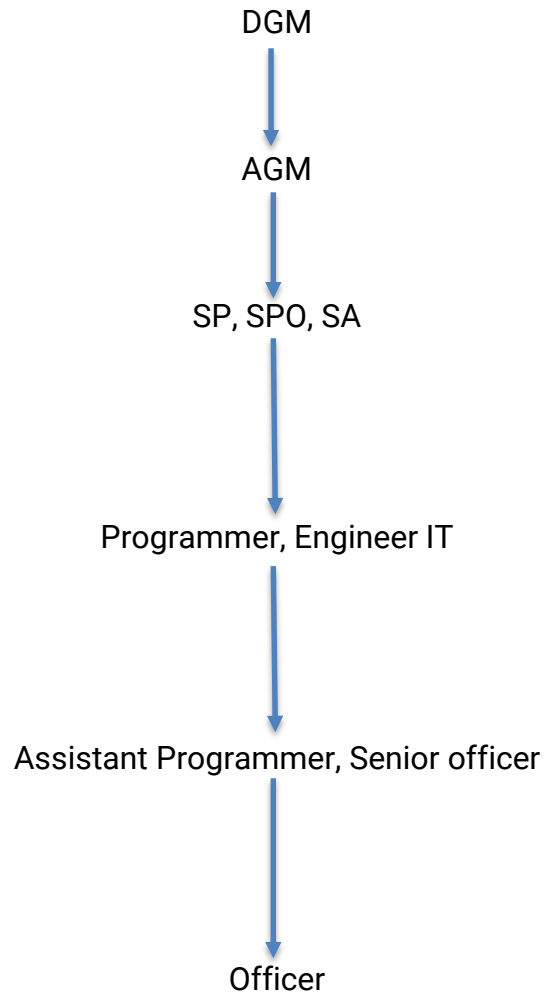 DGM
AGM
SP, SPO, SA
Programmer, Engineer IT
Assistant Programmer, Senior officer
Officer